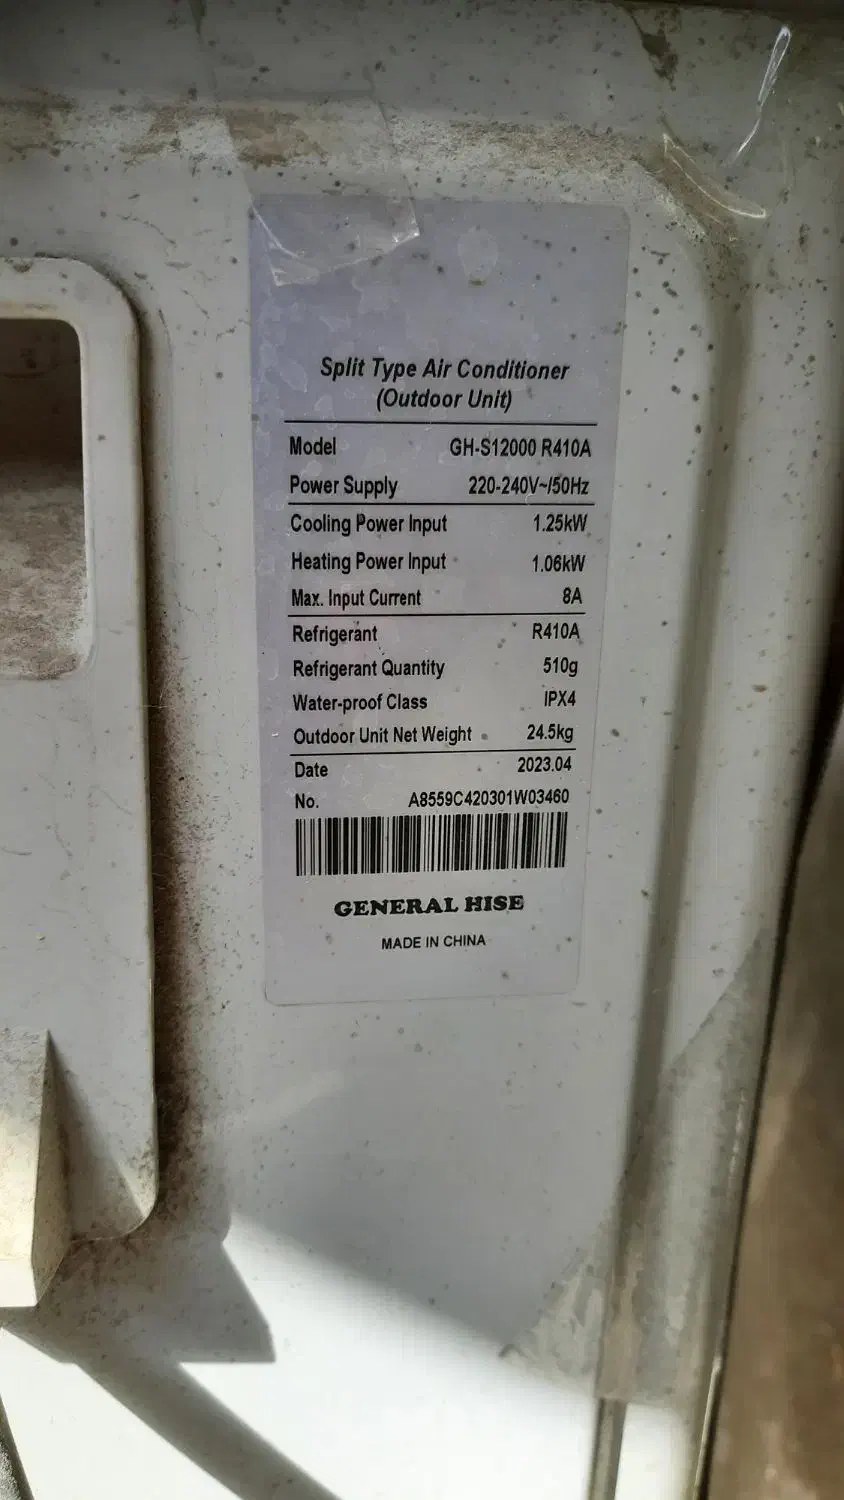 Split Type Air Conditioner
(Outdoor Unit)
Model GH-S12000 R410A
Power Supply 220-240V~/50Hz
Cooling Power Input 1.25kW
Heating Power Input 1.06kW
Max. Input Current 8A
Refrigerant R410A
Refrigerant Quantity 510g
Water-proof Class IPX4
Outdoor Unit Net Weight 24.5kg
Date 2023.04
No. A8559C420301W03460
GENERAL HISE
MADE IN CHINA